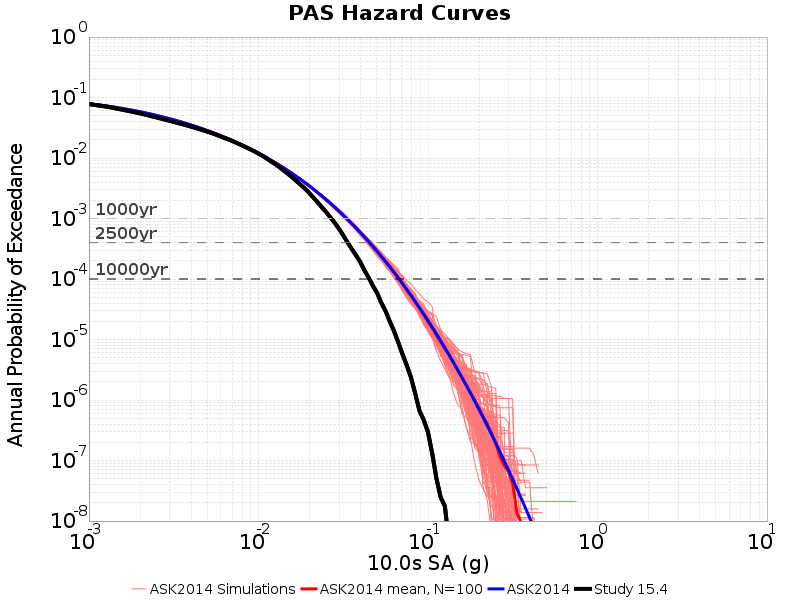 PAS Hazard Curves
Annual Probability of Exceedance
10^0
10^-1
10^-2
10^-3
10^-4
10^-5
10^-6
10^-7
10^-8
1000yr
2500yr
10000yr
10^-3
10^-2
10^-1
10^0
10^1
10.0s SA (g)
ASK2014 Simulations ASK2014 mean, N=100 ASK2014 Study 15.4